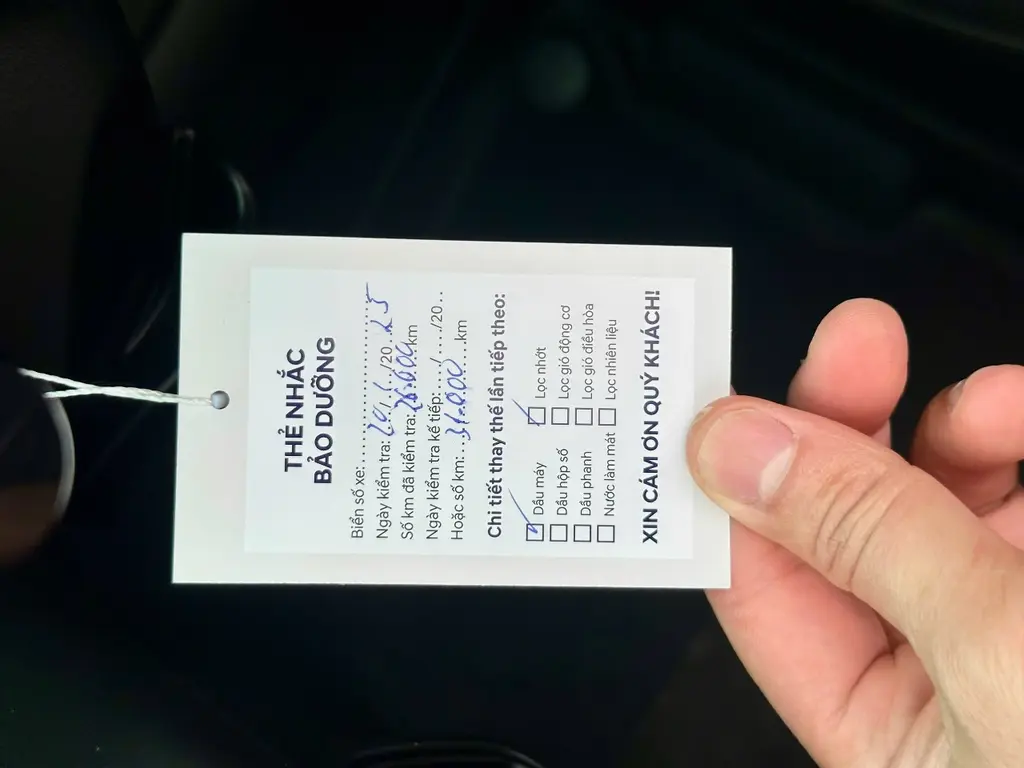 THẺ NHẮC
BẢO DƯỠNG
Biển số xe:
Ngày kiểm tra: /20 25
Số km đã kiểm tra: 26.000 km
Ngày kiểm tra kế tiếp: ..../..../20..
Hoặc số km: 31.000 km
Chi tiết thay thế lần tiếp theo:
☑ Dầu máy ☑ Lọc nhớt
☐ Dầu hộp số ☐ Lọc gió động cơ
☐ Dầu phanh ☐ Lọc gió điều hòa
☐ Nước làm mát ☐ Lọc nhiên liệu
XIN CÁM ƠN QUÝ KHÁCH!